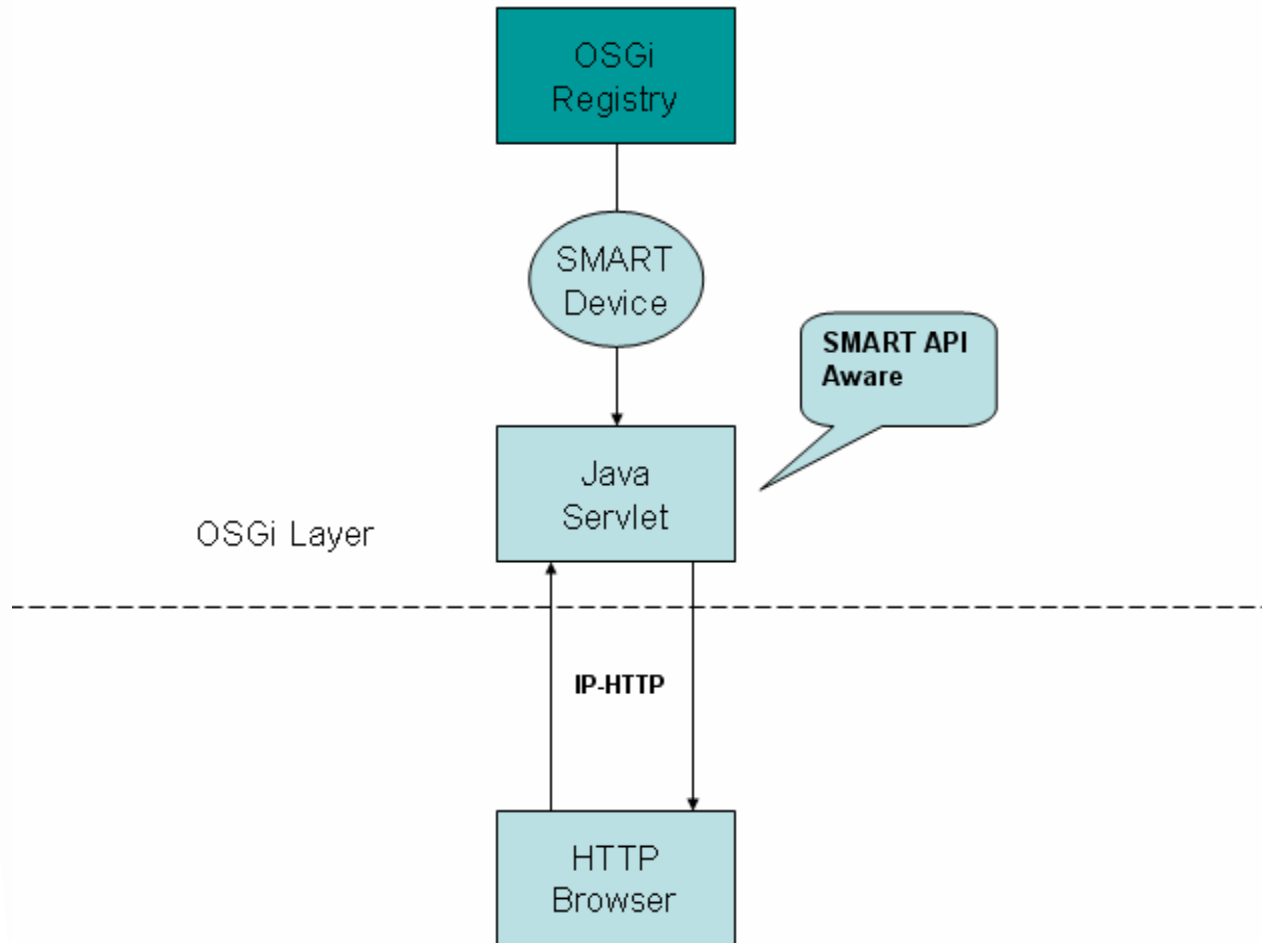 OSGi
Registry
SMART
Device
SMART API
Aware
Java
Servlet
OSGi Layer
IP-HTTP
HTTP
Browser